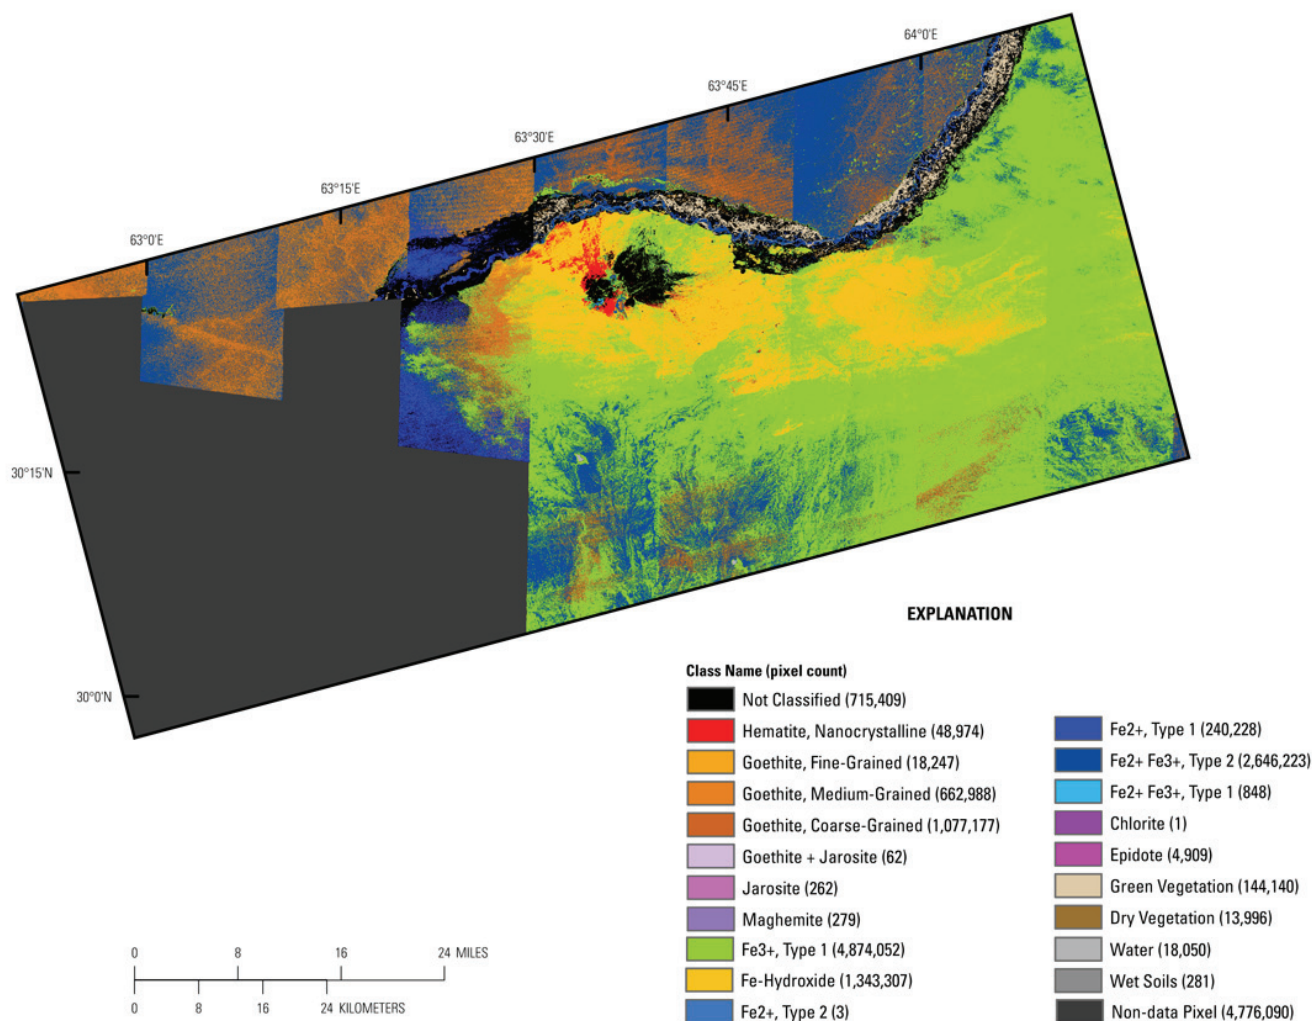 64°0'E
63°45'E
63°30'E
63°15'E
63°0'E
30°15'N
30°0'N
EXPLANATION
Class Name (pixel count)
Not Classified (715,409)
Hematite, Nanocrystalline (48,974)
Goethite, Fine-Grained (18,247)
Goethite, Medium-Grained (662,988)
Goethite, Coarse-Grained (1,077,177)
Goethite + Jarosite (62)
Jarosite (262)
Maghemite (279)
Fe3+, Type 1 (4,874,052)
Fe-Hydroxide (1,343,307)
Fe2+, Type 2 (3)
Fe2+, Type 1 (240,228)
Fe2+ Fe3+, Type 2 (2,646,223)
Fe2+ Fe3+, Type 1 (848)
Chlorite (1)
Epidote (4,909)
Green Vegetation (144,140)
Dry Vegetation (13,996)
Water (18,050)
Wet Soils (281)
Non-data Pixel (4,776,090)
0 8 16 24 MILES
0 8 16 24 KILOMETERS